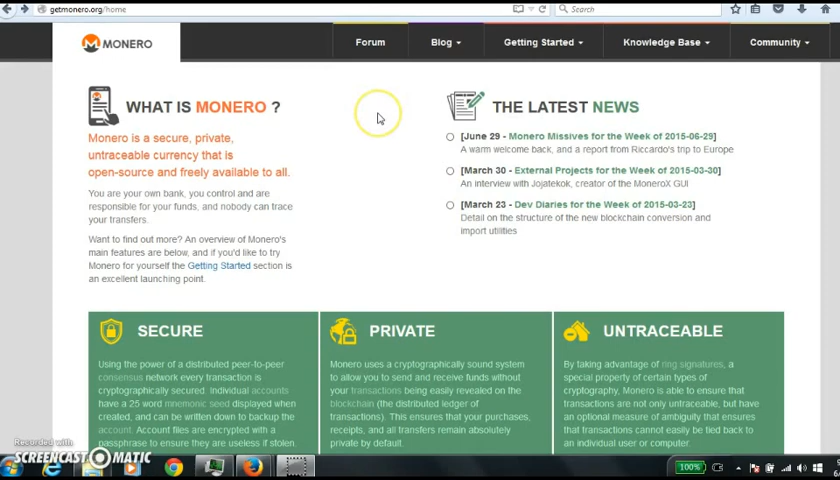 getmonero.org/home
Search
MONERO
Forum
Blog
Getting Started
Knowledge Base
Community
WHAT IS MONERO ?
Monero is a secure, private,
untraceable currency that is
open-source and freely available to all.
You are your own bank, you control and are
responsible for your funds, and nobody can trace
your transfers.
Want to find out more? An overview of Monero's
main features are below, and if you'd like to try
Monero for yourself the Getting Started section is
an excellent launching point.
THE LATEST NEWS
[June 29 - Monero Missives for the Week of 2015-06-29]
A warm welcome back, and a report from Riccardo's trip to Europe
[March 30 - External Projects for the Week of 2015-03-30]
An interview with Jojatekok, creator of the MoneroX GUI
[March 23 - Dev Diaries for the Week of 2015-03-23]
Detail on the structure of the new blockchain conversion and
import utilities
SECURE
Using the power of a distributed peer-to-peer
consensus network every transaction is
cryptographically secured. Individual accounts
have a 25 word mnemonic seed displayed when
created, and can be written down to backup the
account. Account files are encrypted with a
passphrase to ensure they are useless if stolen.
PRIVATE
Monero uses a cryptographically sound system
to allow you to send and receive funds without
your transactions being easily revealed on the
blockchain (the distributed ledger of
transactions). This ensures that your purchases,
receipts, and all transfers remain absolutely
private by default.
UNTRACEABLE
By taking advantage of ring signatures, a
special property of certain types of
cryptography, Monero is able to ensure that
transactions are not only untraceable, but have
an optional measure of ambiguity that ensures
that transactions cannot easily be tied back to
an individual user or computer.
Recorded with
SCREENCAST-O-MATIC
100%